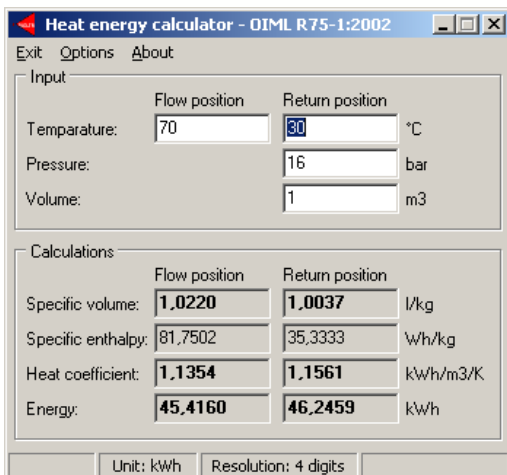 Heat energy calculator - OIML R75-1:2002
Exit Options About
Input
Flow position Return position
Temparature: 70 30 °C
Pressure: 16 bar
Volume: 1 m3
Calculations
Flow position Return position
Specific volume: 1,0220 1,0037 l/kg
Specific enthalpy: 81,7502 35,3333 Wh/kg
Heat coefficient: 1,1354 1,1561 kWh/m3/K
Energy: 45,4160 46,2459 kWh
Unit: kWh Resolution: 4 digits